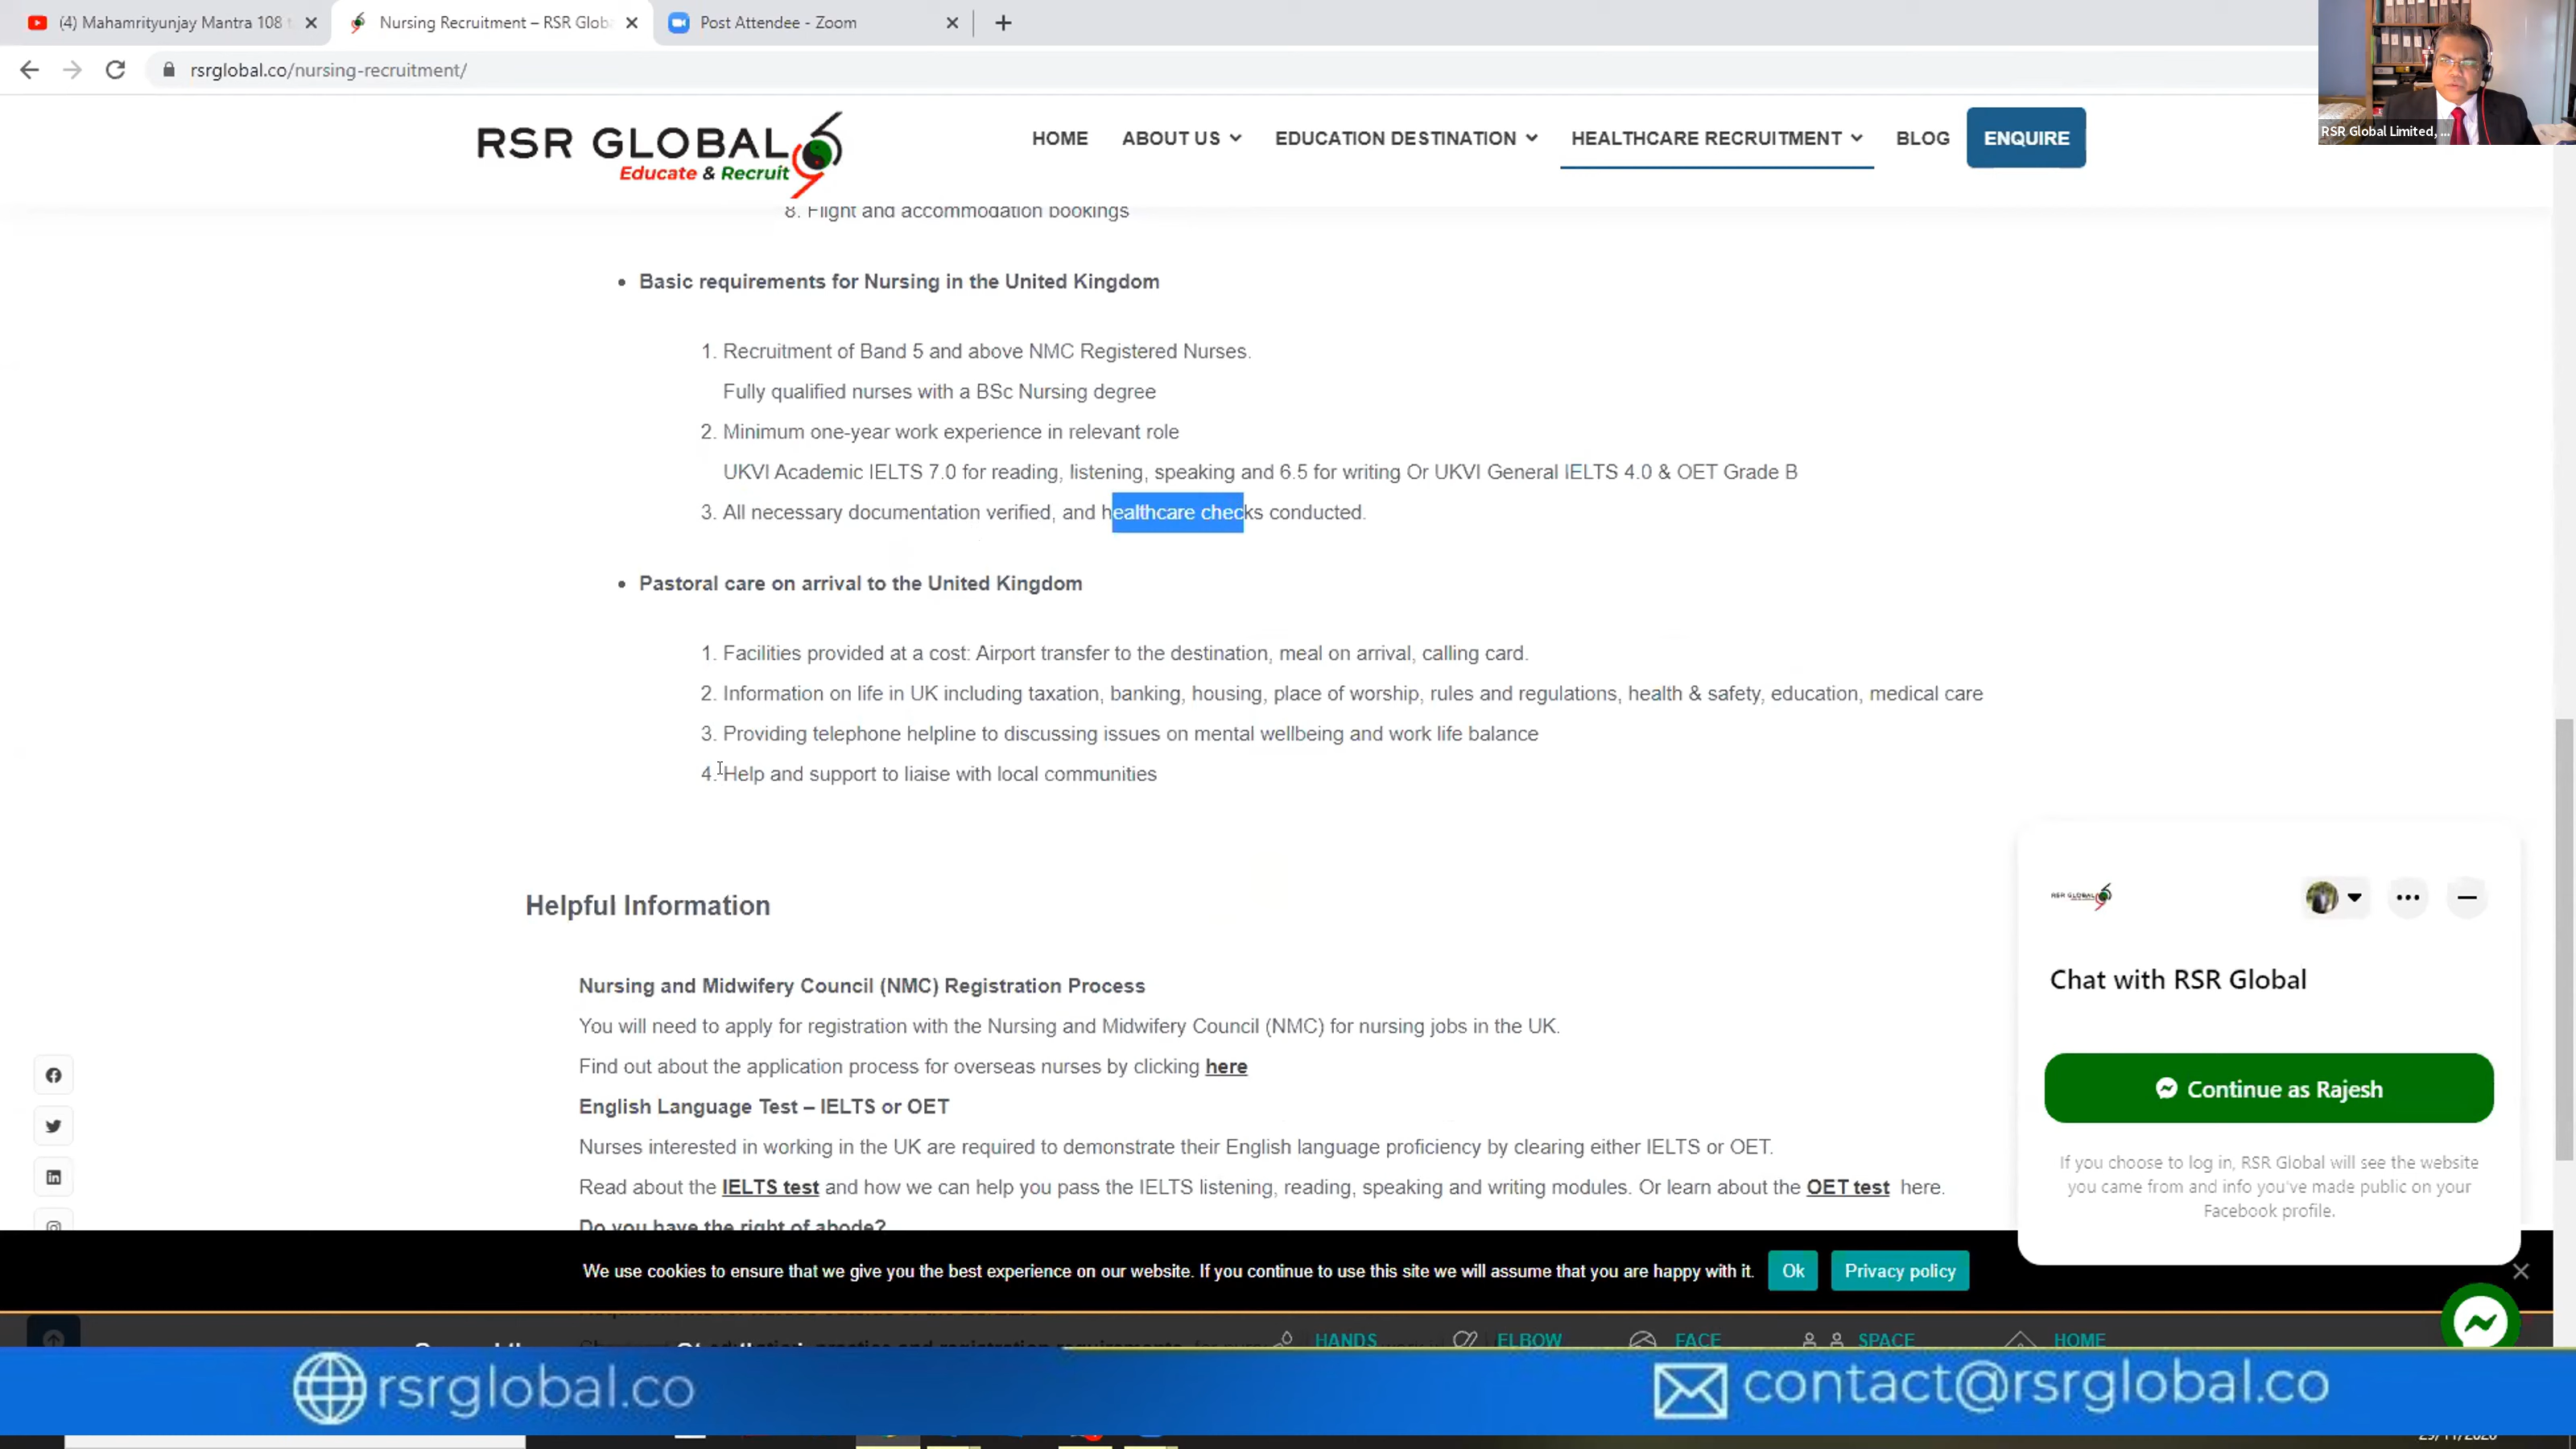 (4) Mahamrityunjay Mantra 108
Nursing Recruitment – RSR Glob
Post Attendee - Zoom
rsrglobal.co/nursing-recruitment/
RSR Global Limited, ...
RSR GLOBAL
Educate & Recruit
HOME
ABOUT US
EDUCATION DESTINATION
HEALTHCARE RECRUITMENT
BLOG
ENQUIRE
8. Flight and accommodation bookings
• Basic requirements for Nursing in the United Kingdom
1. Recruitment of Band 5 and above NMC Registered Nurses.
Fully qualified nurses with a BSc Nursing degree
2. Minimum one-year work experience in relevant role
UKVI Academic IELTS 7.0 for reading, listening, speaking and 6.5 for writing Or UKVI General IELTS 4.0 & OET Grade B
3. All necessary documentation verified, and healthcare checks conducted.
• Pastoral care on arrival to the United Kingdom
1. Facilities provided at a cost: Airport transfer to the destination, meal on arrival, calling card.
2. Information on life in UK including taxation, banking, housing, place of worship, rules and regulations, health & safety, education, medical care
3. Providing telephone helpline to discussing issues on mental wellbeing and work life balance
4. Help and support to liaise with local communities
Helpful Information
Nursing and Midwifery Council (NMC) Registration Process
You will need to apply for registration with the Nursing and Midwifery Council (NMC) for nursing jobs in the UK.
Find out about the application process for overseas nurses by clicking here
English Language Test – IELTS or OET
Nurses interested in working in the UK are required to demonstrate their English language proficiency by clearing either IELTS or OET.
Read about the IELTS test and how we can help you pass the IELTS listening, reading, speaking and writing modules. Or learn about the OET test here.
Do you have the right of abode?
RSR GLOBAL
Chat with RSR Global
Continue as Rajesh
If you choose to log in, RSR Global will see the website
you came from and info you've made public on your
Facebook profile.
We use cookies to ensure that we give you the best experience on our website. If you continue to use this site we will assume that you are happy with it.
Ok
Privacy policy
HANDS
ELBOW
FACE
SPACE
HOME
rsrglobal.co
contact@rsrglobal.co